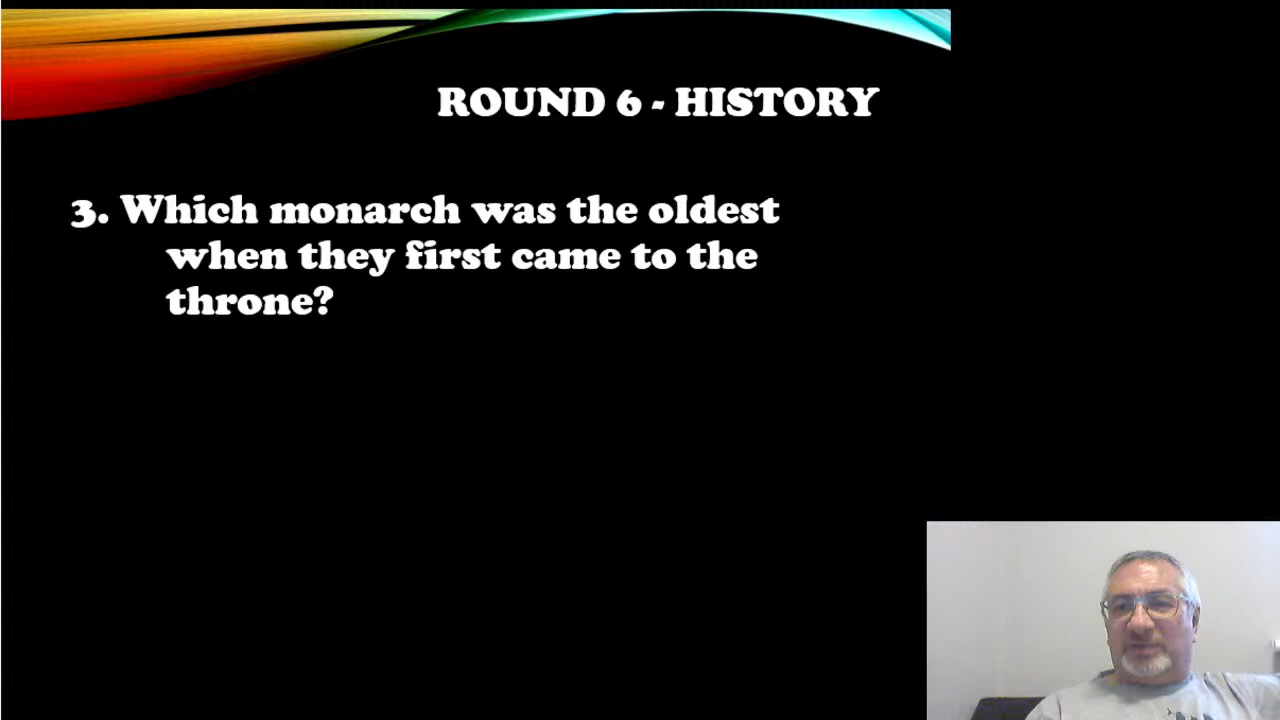 ROUND 6 - HISTORY
3. Which monarch was the oldest
when they first came to the
throne?